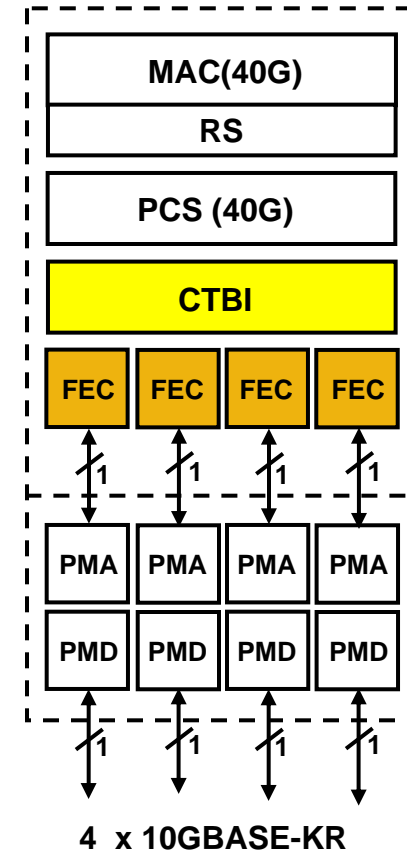 MAC(40G)
RS
PCS (40G)
CTBI
FEC FEC FEC FEC
1 1 1 1
PMA PMA PMA PMA
PMD PMD PMD PMD
1 1 1 1
4 x 10GBASE-KR